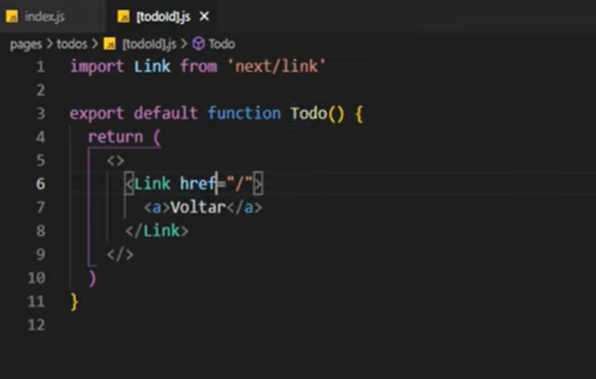 index.js [todoId].js ×
pages > todos > [todoId].js > Todo
1 import Link from 'next/link'
2
3 export default function Todo() {
4 return (
5 <>
6 <Link href="/">
7 <a>Voltar</a>
8 </Link>
9 </>
10 )
11 }
12